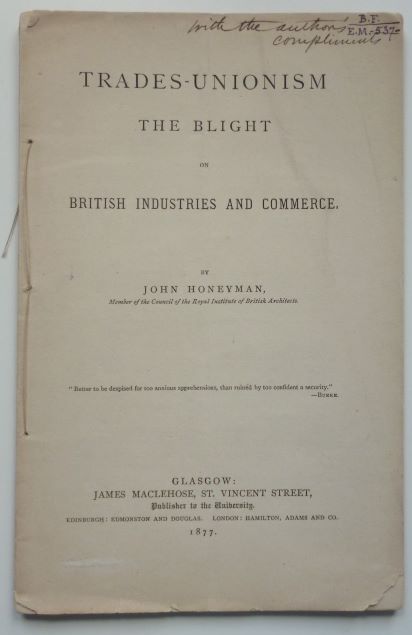 with the author's
compliments
B.F.
E.M.-537-
TRADES-UNIONISM
THE BLIGHT
ON
BRITISH INDUSTRIES AND COMMERCE,
BY
JOHN HONEYMAN,
Member of the Council of the Royal Institute of British Architects.
"Better to be despised for too anxious apprehensions, than ruined by too confident a security."
—BURKE.
GLASGOW:
JAMES MACLEHOSE, ST. VINCENT STREET,
Publisher to the University.
EDINBURGH: EDMONSTON AND DOUGLAS. LONDON: HAMILTON, ADAMS AND CO.
1877.